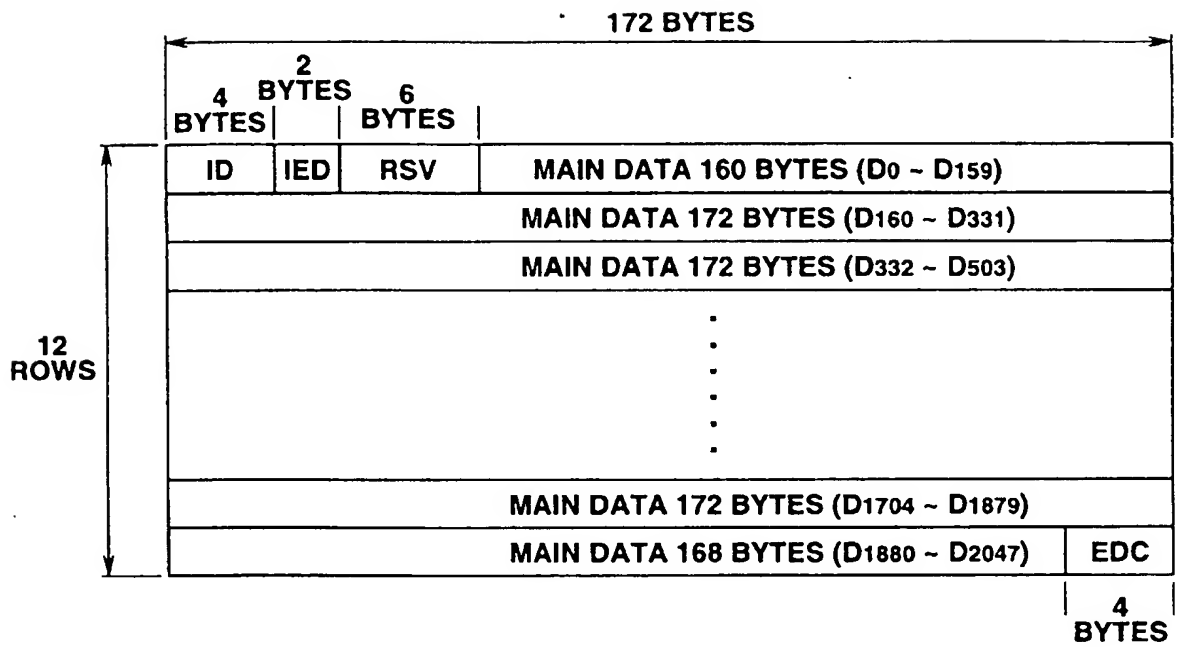 172 BYTES
2
BYTES
4
BYTES
6
BYTES
ID IED RSV MAIN DATA 160 BYTES (D0 ~ D159)
MAIN DATA 172 BYTES (D160 ~ D331)
MAIN DATA 172 BYTES (D332 ~ D503)
12
ROWS
MAIN DATA 172 BYTES (D1704 ~ D1879)
MAIN DATA 168 BYTES (D1880 ~ D2047) EDC
4
BYTES